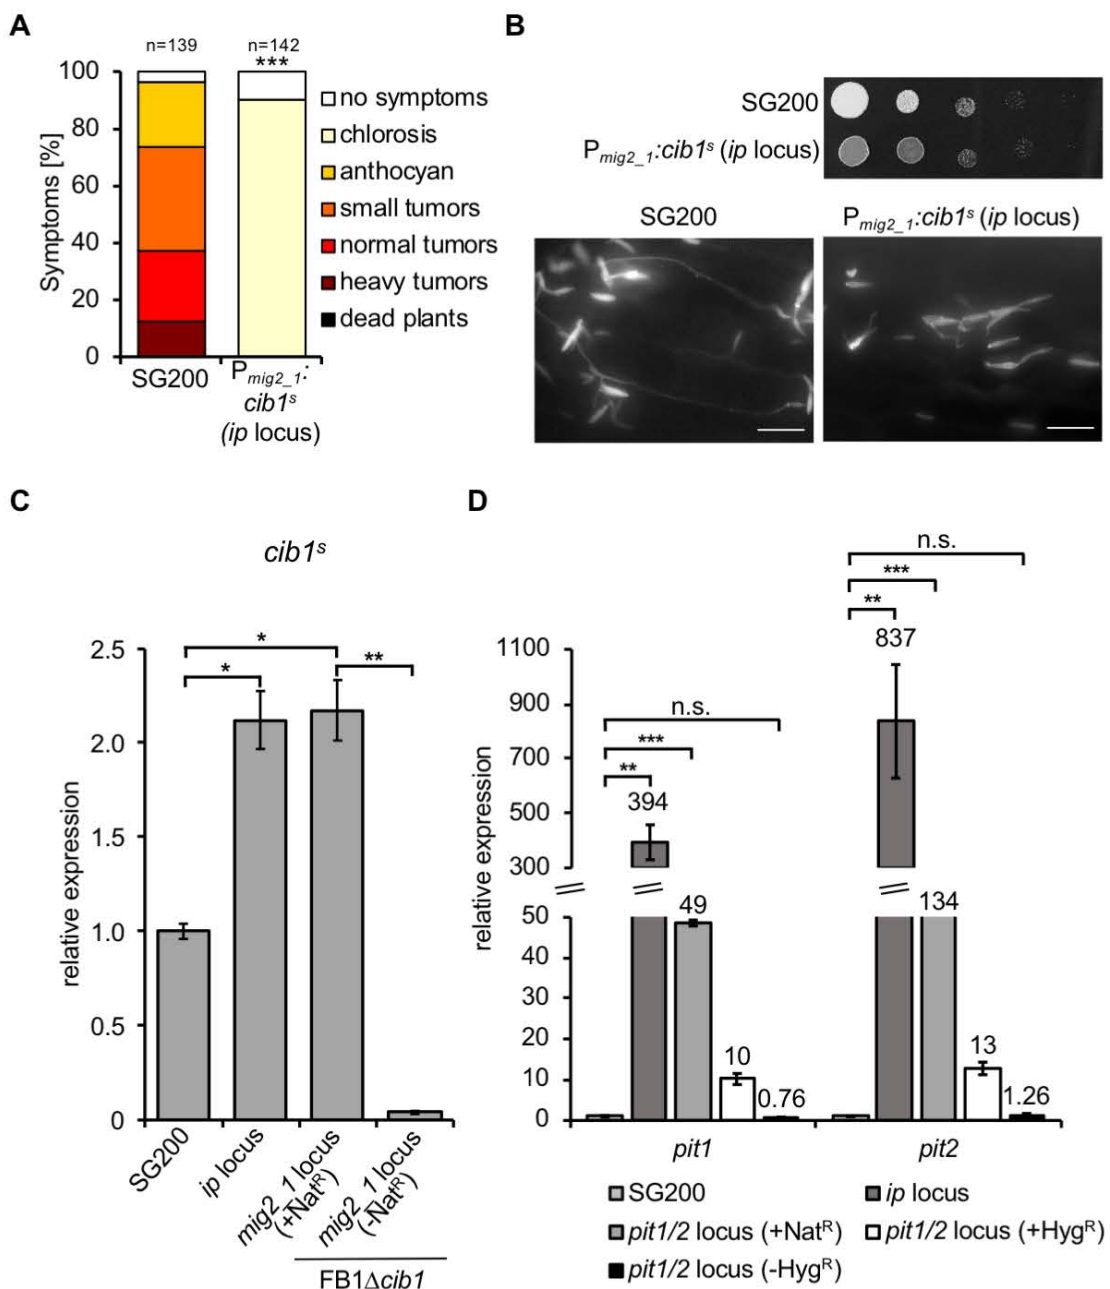 A
n=139
n=142
***
100
80
60
40
20
0
Symptoms [%]
no symptoms
chlorosis
anthocyan
small tumors
normal tumors
heavy tumors
dead plants
SG200
Pmig2_1:
cib1s
(ip locus)
B
SG200
Pmig2_1:cib1s (ip locus)
SG200
Pmig2_1:cib1s (ip locus)
C
cib1s
2.5
2.0
1.5
1.0
0.5
0
relative expression
*
*
**
SG200
ip locus
mig2_1 locus
(+NatR)
mig2_1 locus
(-NatR)
FB1Δcib1
D
n.s.
***
**
837
n.s.
***
**
394
1100
900
700
500
300
50
40
30
20
10
0
relative expression
49
10
0.76
134
13
1.26
pit1
pit2
SG200
ip locus
pit1/2 locus (+NatR)
pit1/2 locus (+HygR)
pit1/2 locus (-HygR)